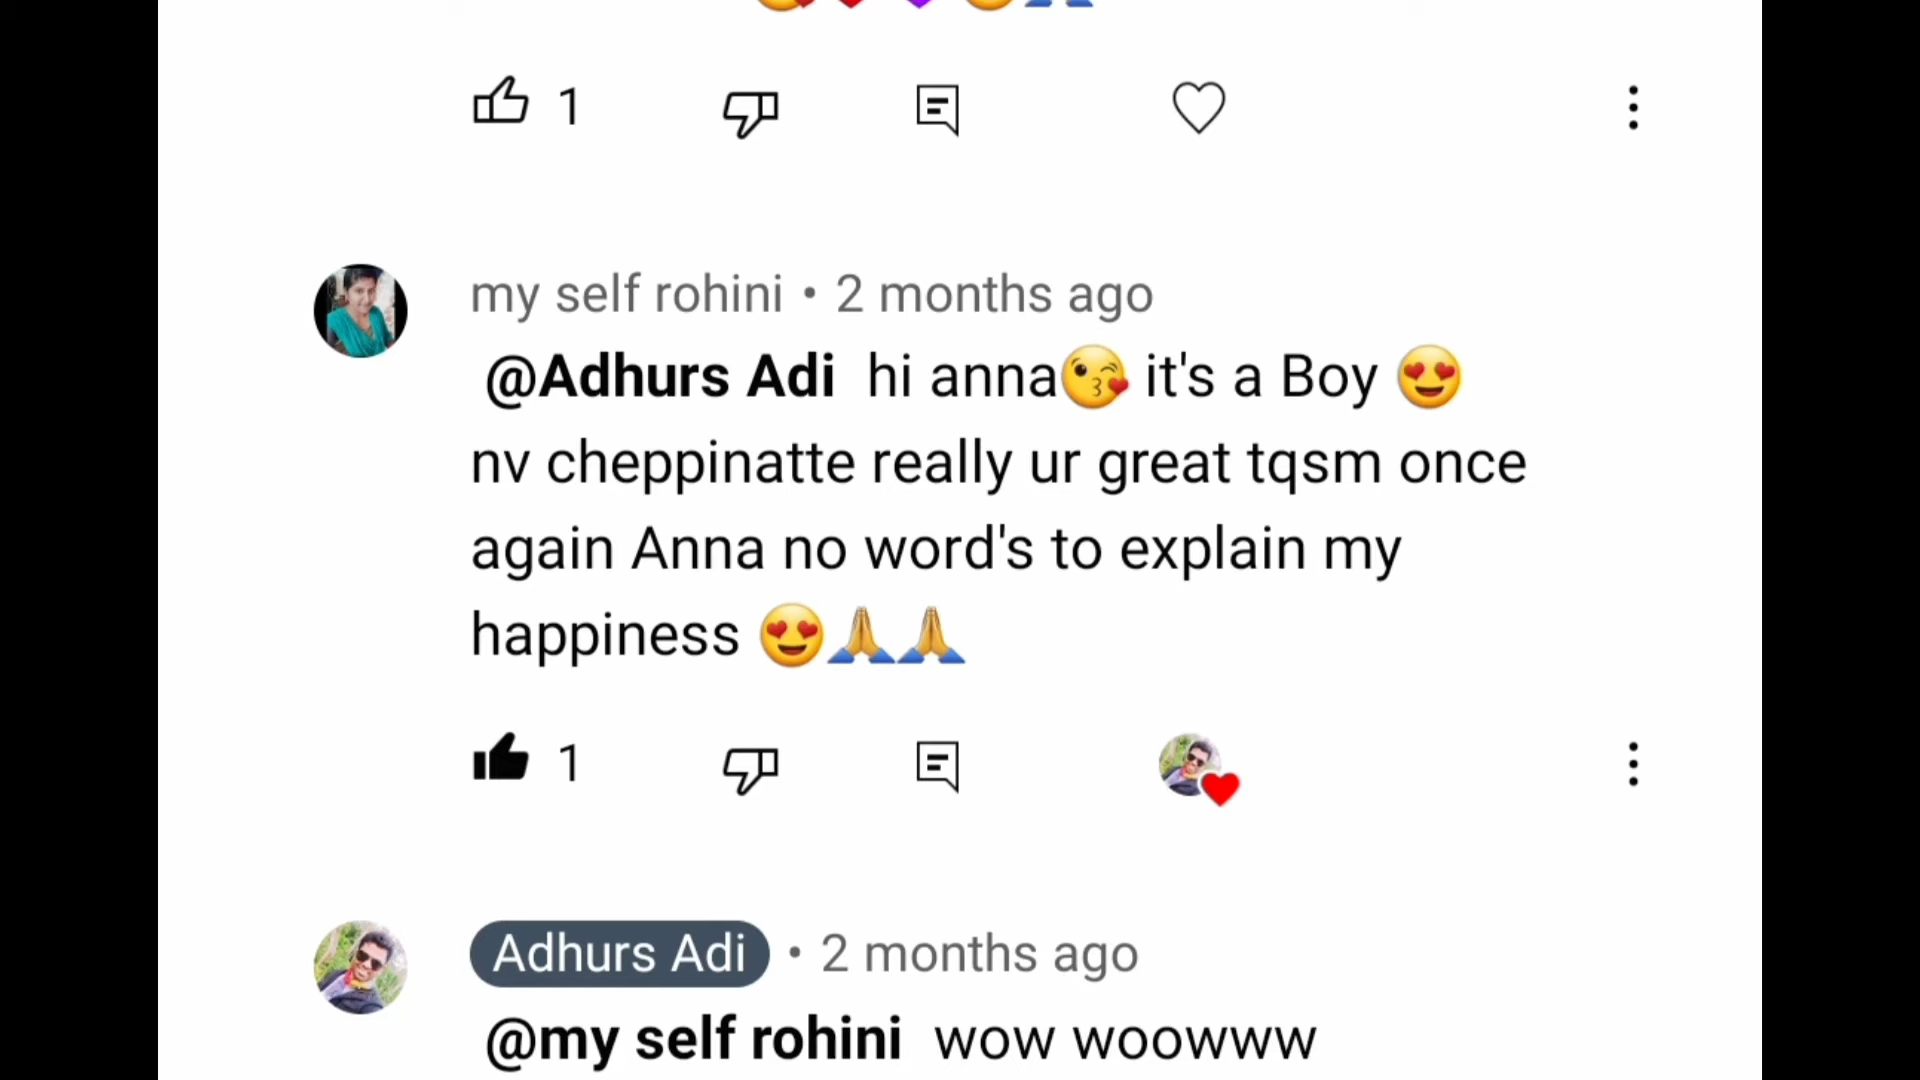 1
my self rohini • 2 months ago
@Adhurs Adi hi anna😘 it's a Boy 😍
nv cheppinatte really ur great tqsm once
again Anna no word's to explain my
happiness 😍🙏🙏
1
Adhurs Adi • 2 months ago
@my self rohini wow woowww